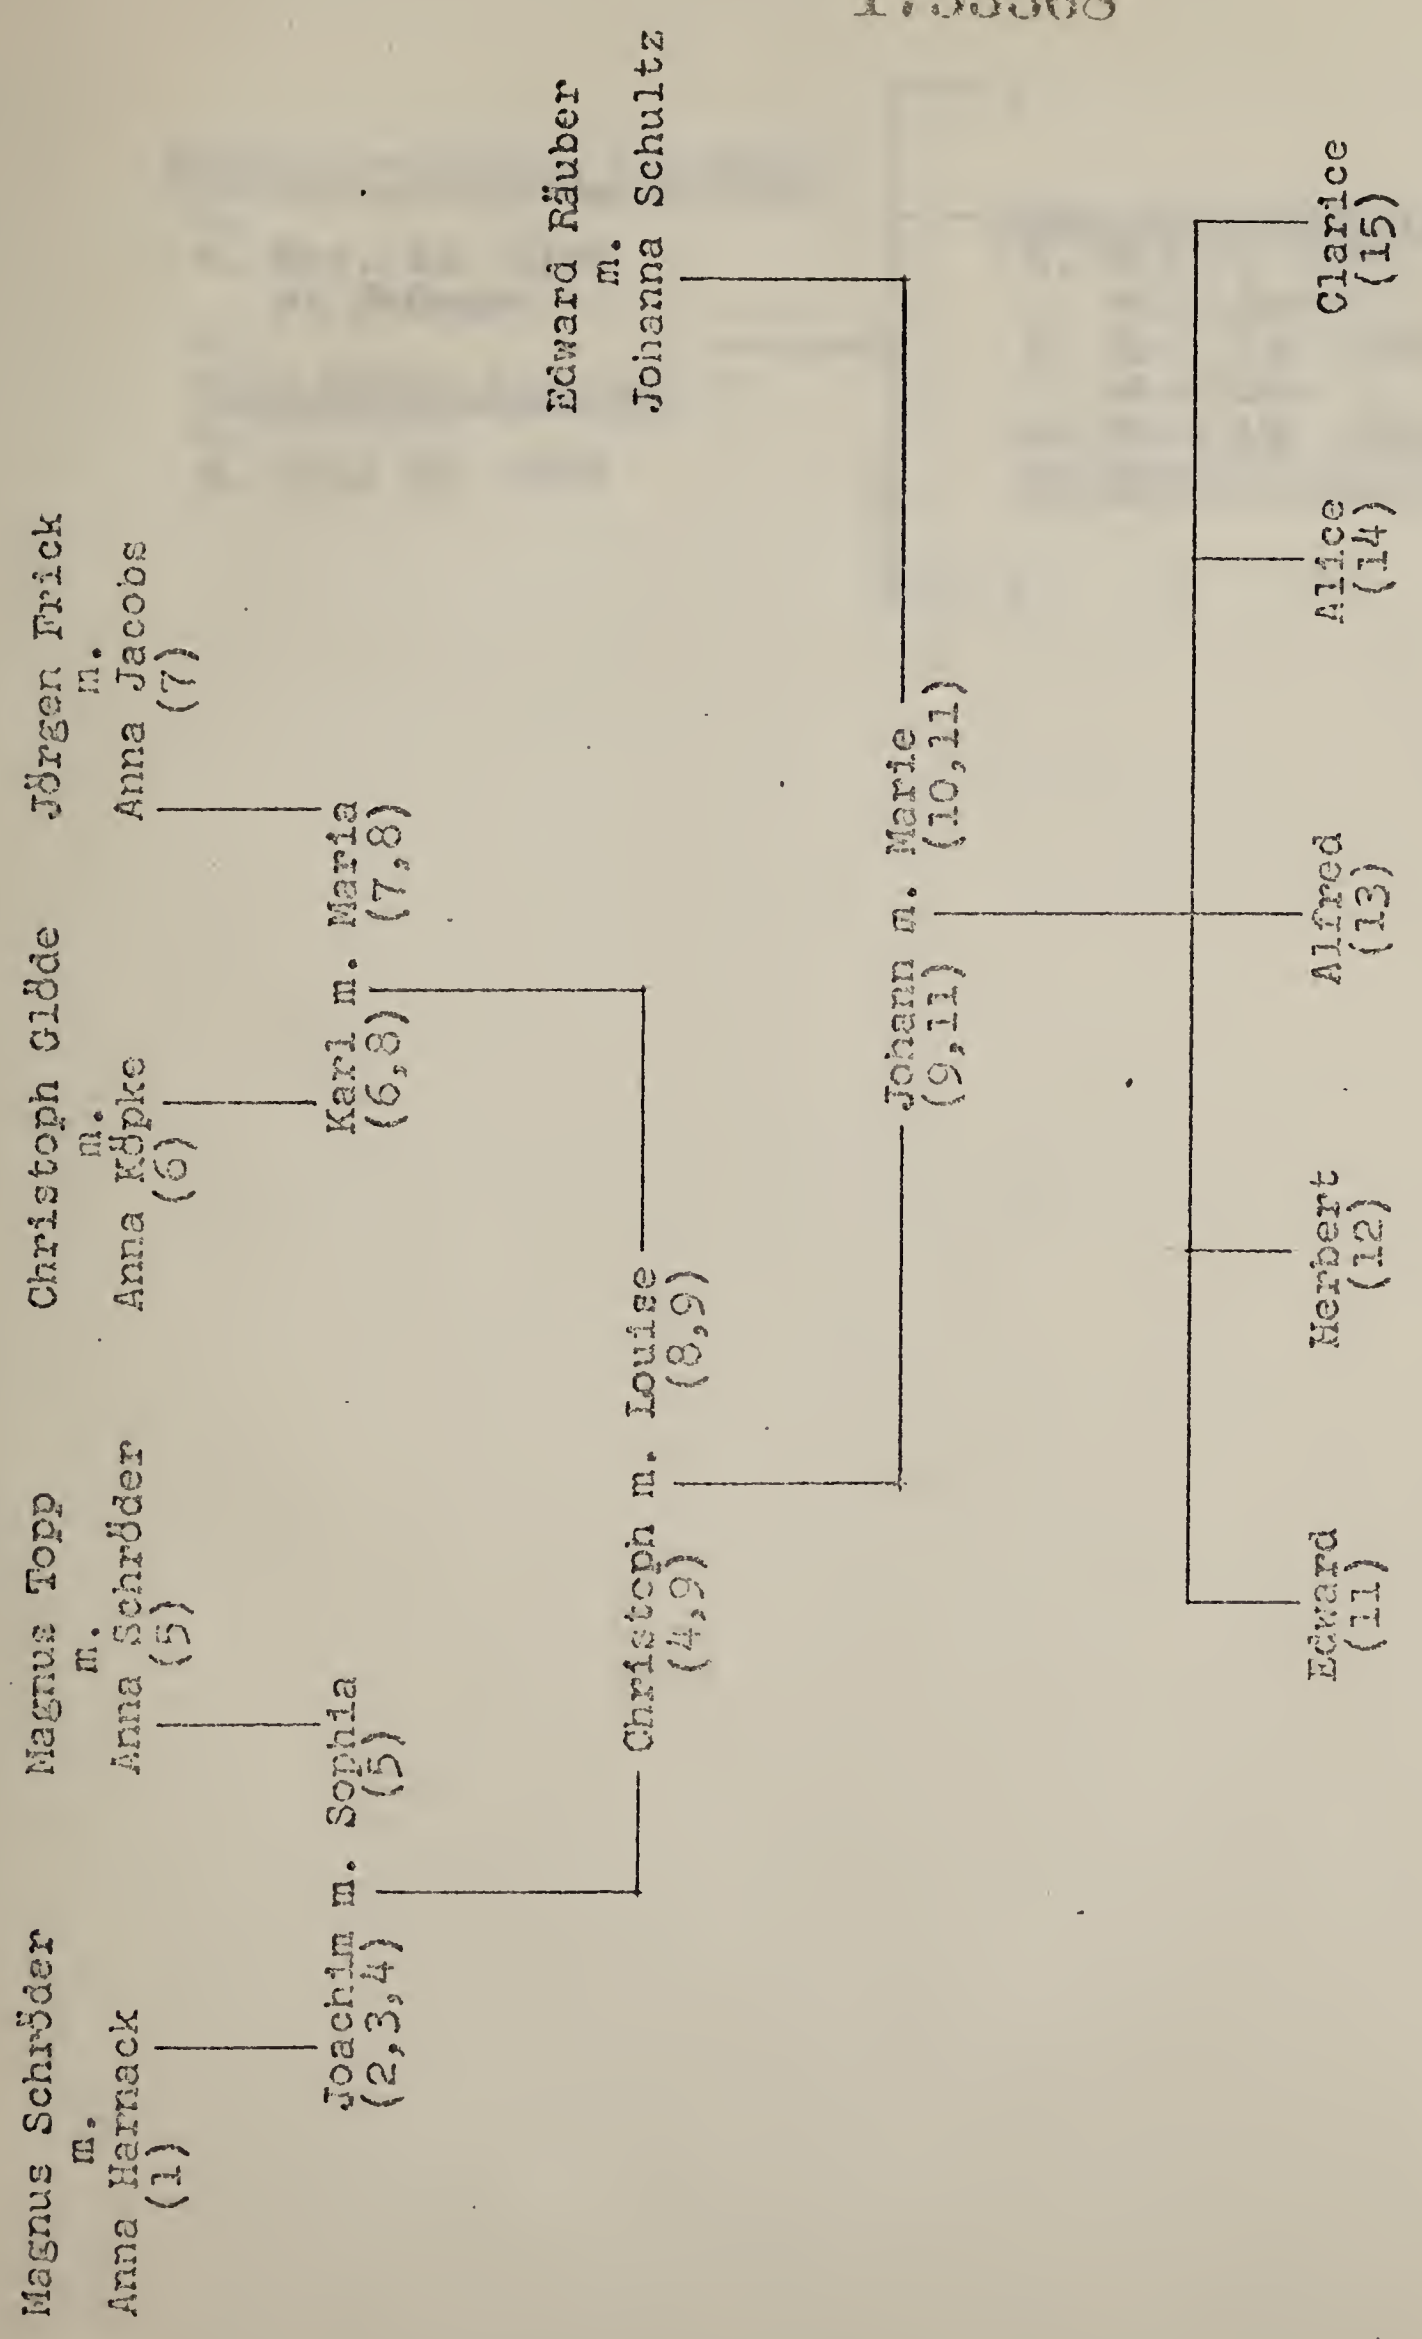 Magnus Schröder
m.
Anna Harnack
(1)
Magnus Topp
m.
Anna Schröder
(5)
Christoph Glöde
m.
Anna Köpke
(6)
Jörgen Frick
m.
Anna Jacobs
(7)
Joachim m. Sophia
(2,3,4) (5)
Karl m. Maria
(6,8) (7,8)
Edward Räuber
m.
Johanna Schultz
Christoph m. Louise
(4,9) (8,9)
Johann m. Marie
(9,11) (10,11)
Edward
(11)
Herbert
(12)
Alfred
(13)
Alice
(14)
Clarice
(15)